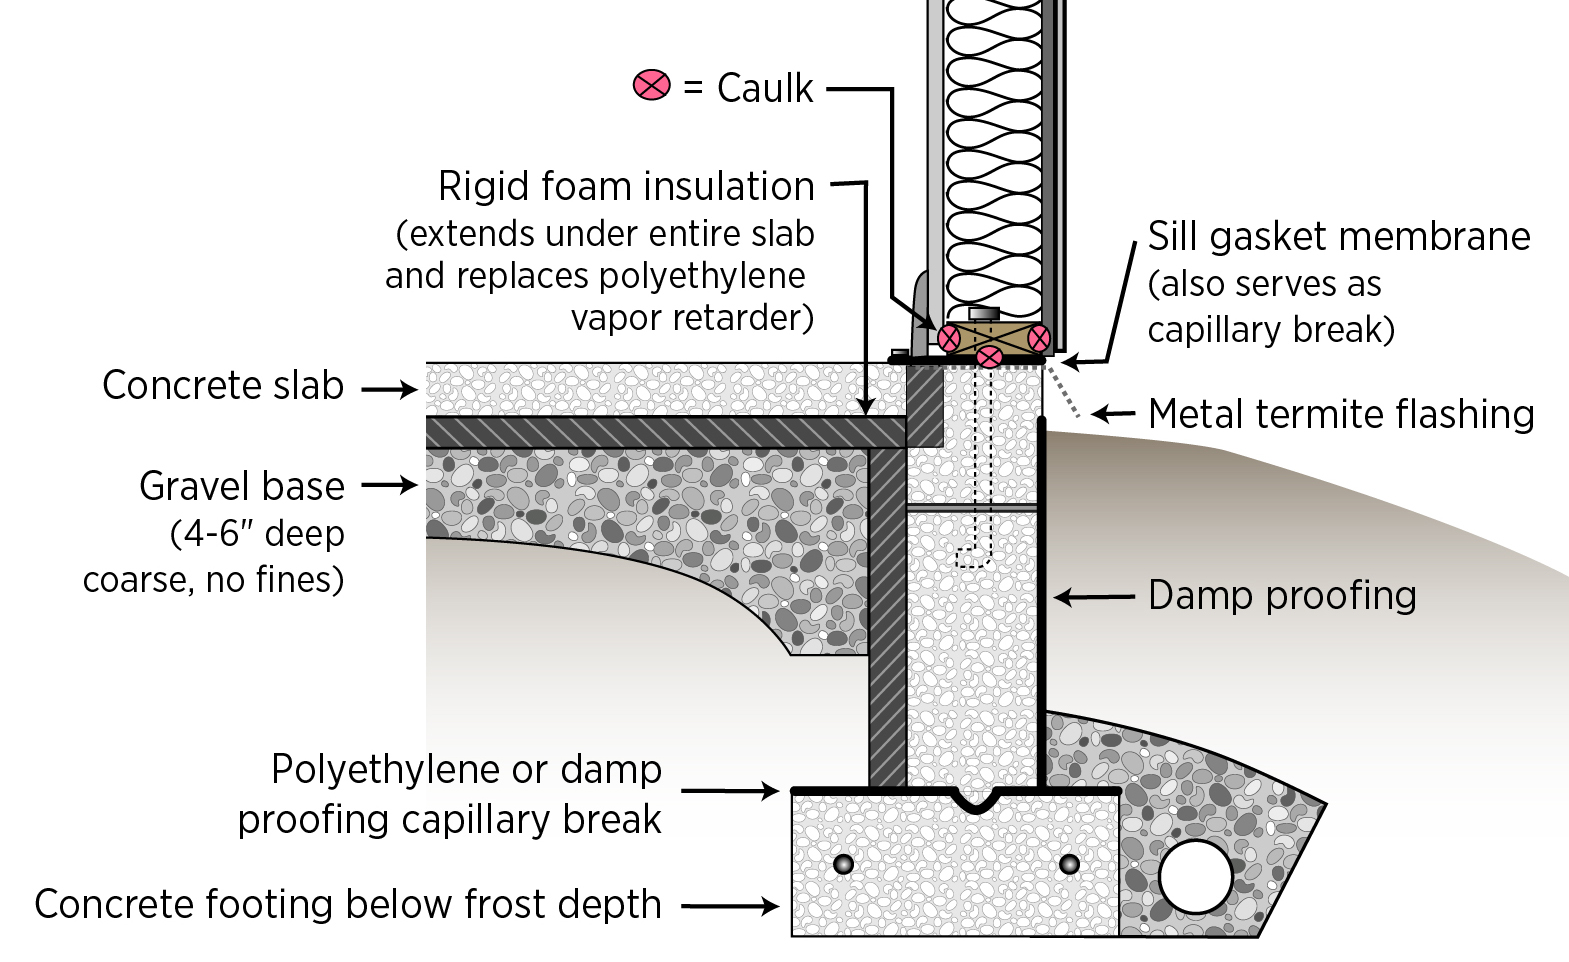 = Caulk
Rigid foam insulation
(extends under entire slab
and replaces polyethylene
vapor retarder)
Sill gasket membrane
(also serves as
capillary break)
Concrete slab
Metal termite flashing
Gravel base
(4-6" deep
coarse, no fines)
Damp proofing
Polyethylene or damp
proofing capillary break
Concrete footing below frost depth